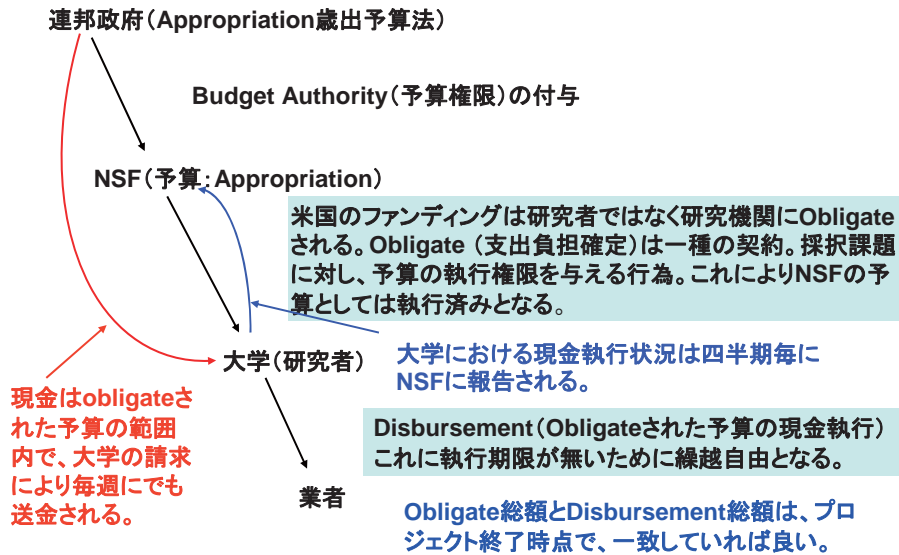 連邦政府（Appropriation歳出予算法）
Budget Authority（予算権限）の付与
NSF（予算：Appropriation）
米国のファンディングは研究者ではなく研究機関にObligate
される。Obligate （支出負担確定）は一種の契約。採択課題
に対し、予算の執行権限を与える行為。これによりNSFの予
算としては執行済みとなる。
大学（研究者）
大学における現金執行状況は四半期毎に
NSFに報告される。
現金はobligateさ
れた予算の範囲
内で、大学の請求
により毎週にでも
送金される。
Disbursement（Obligateされた予算の現金執行）
これに執行期限が無いために繰越自由となる。
業者
Obligate総額とDisbursement総額は、プロ
ジェクト終了時点で、一致していれば良い。